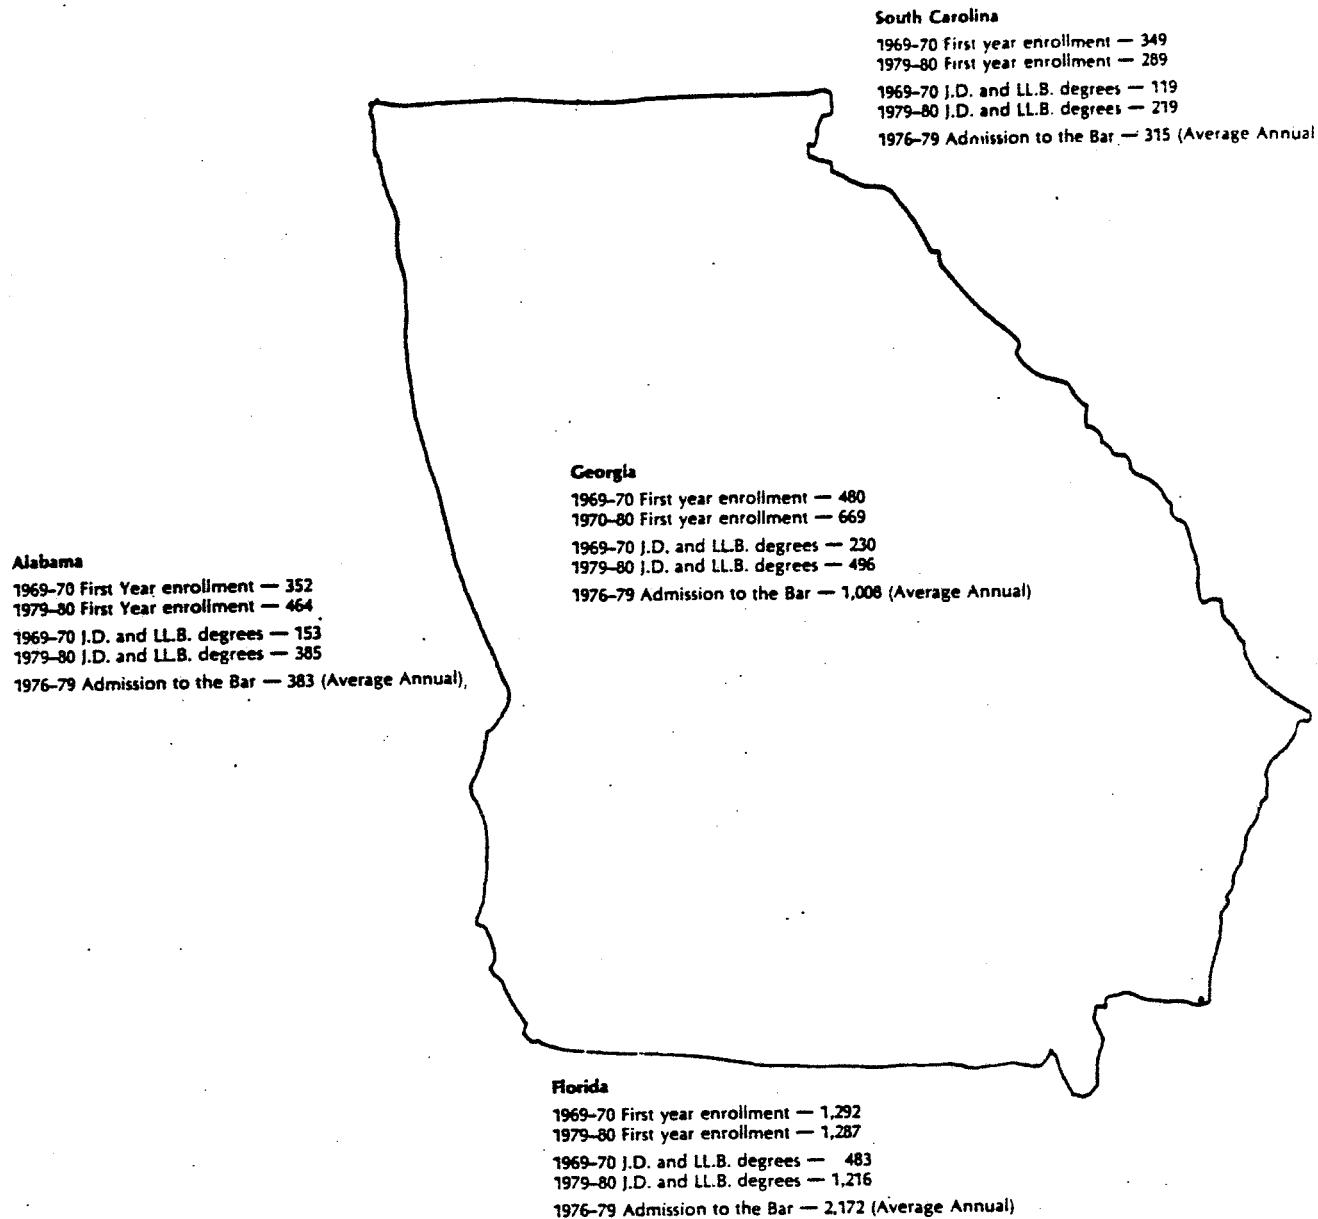 South Carolina
1969–70 First year enrollment — 349
1979–80 First year enrollment — 289
1969–70 J.D. and LL.B. degrees — 119
1979–80 J.D. and LL.B. degrees — 219
1976–79 Admission to the Bar — 315 (Average Annual
Georgia
1969–70 First year enrollment — 480
1970–80 First year enrollment — 669
1969–70 J.D. and LL.B. degrees — 230
1979–80 J.D. and LL.B. degrees — 496
1976–79 Admission to the Bar — 1,008 (Average Annual)
Alabama
1969–70 First Year enrollment — 352
1979–80 First Year enrollment — 464
1969–70 J.D. and LL.B. degrees — 153
1979–80 J.D. and LL.B. degrees — 385
1976–79 Admission to the Bar — 383 (Average Annual)
Florida
1969–70 First year enrollment — 1,292
1979–80 First year enrollment — 1,287
1969–70 J.D. and LL.B. degrees — 483
1979–80 J.D. and LL.B. degrees — 1,216
1976–79 Admission to the Bar — 2,172 (Average Annual)